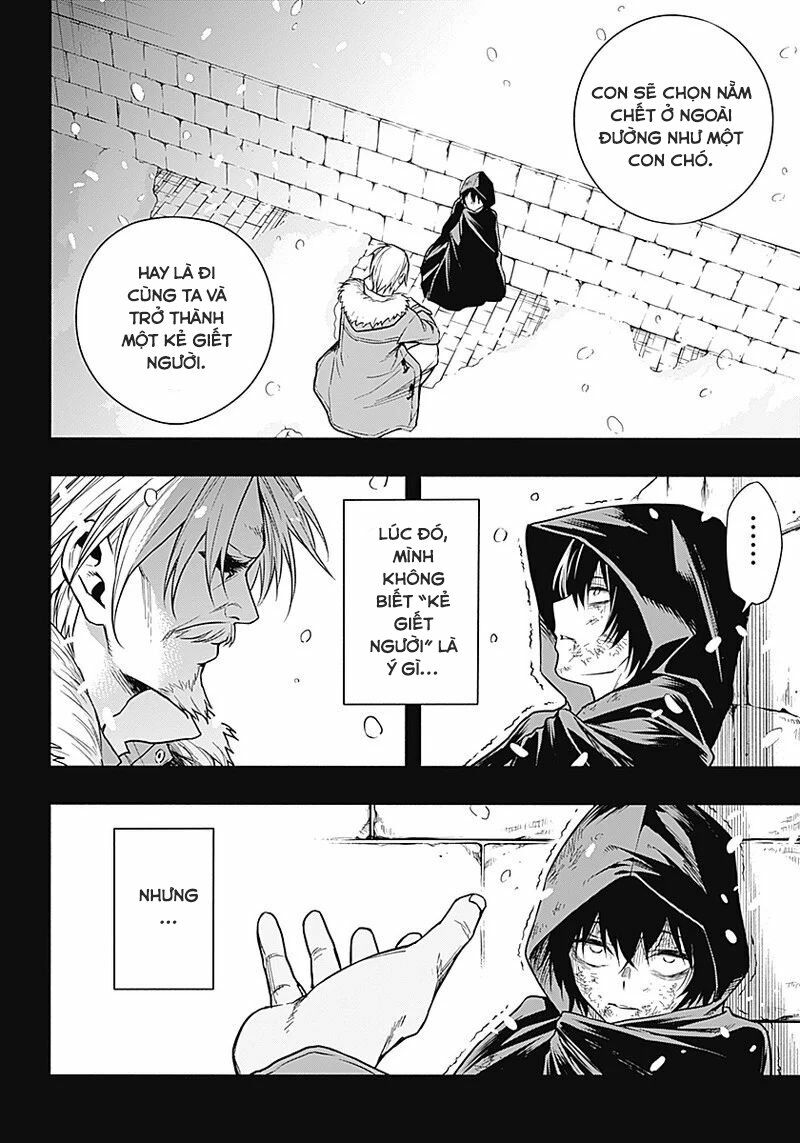 CON SẼ CHỌN NẰM
CHẾT Ở NGOÀI
ĐƯỜNG NHƯ MỘT
CON CHÓ.
HAY LÀ ĐI
CÙNG TA VÀ
TRỞ THÀNH
MỘT KẺ GIẾT
NGƯỜI.
......
LÚC ĐÓ,
MÌNH
KHÔNG
BIẾT "KẺ
GIẾT
NGƯỜI" LÀ
Ý GÌ...
NHƯNG
...